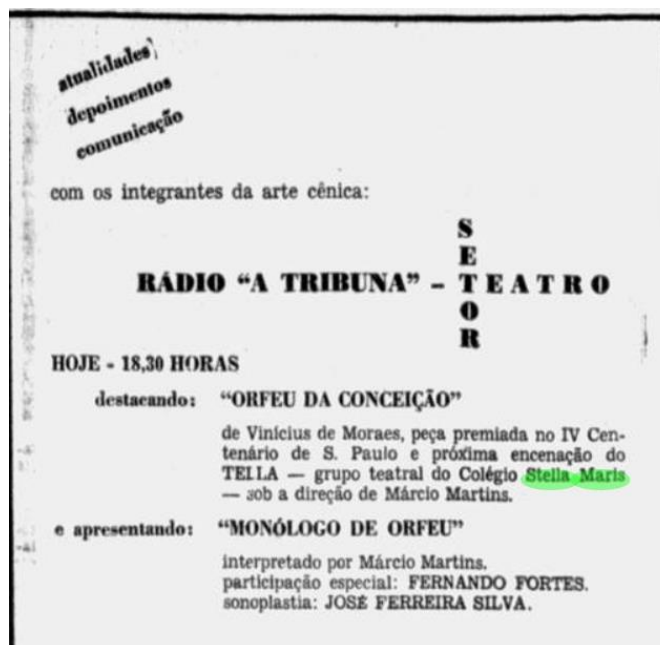 atualidades
depoimentos
comunicação
com os integrantes da arte cênica:
RÁDIO “A TRIBUNA” – SETOR TEATRO
HOJE - 18,30 HORAS
destacando: “ORFEU DA CONCEIÇÃO”
de Vinícius de Moraes, peça premiada no IV Cen-
tenário de S. Paulo e próxima encenação do
TELLA — grupo teatral do Colégio Stella Maris
— sob a direção de Márcio Martins.
e apresentando: “MONÓLOGO DE ORFEU”
interpretado por Márcio Martins.
participação especial: FERNANDO FORTES.
sonoplastia: JOSÉ FERREIRA SILVA.